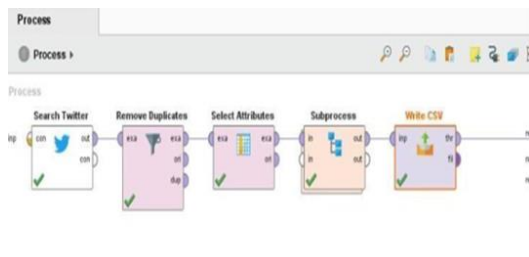 Process
Process
Process
Search Twitter
Remove Duplicates
Select Attributes
Subprocess
Write CSV
inp con out exa exa exa exa in out inp thr
con ori ori in out fil
dup